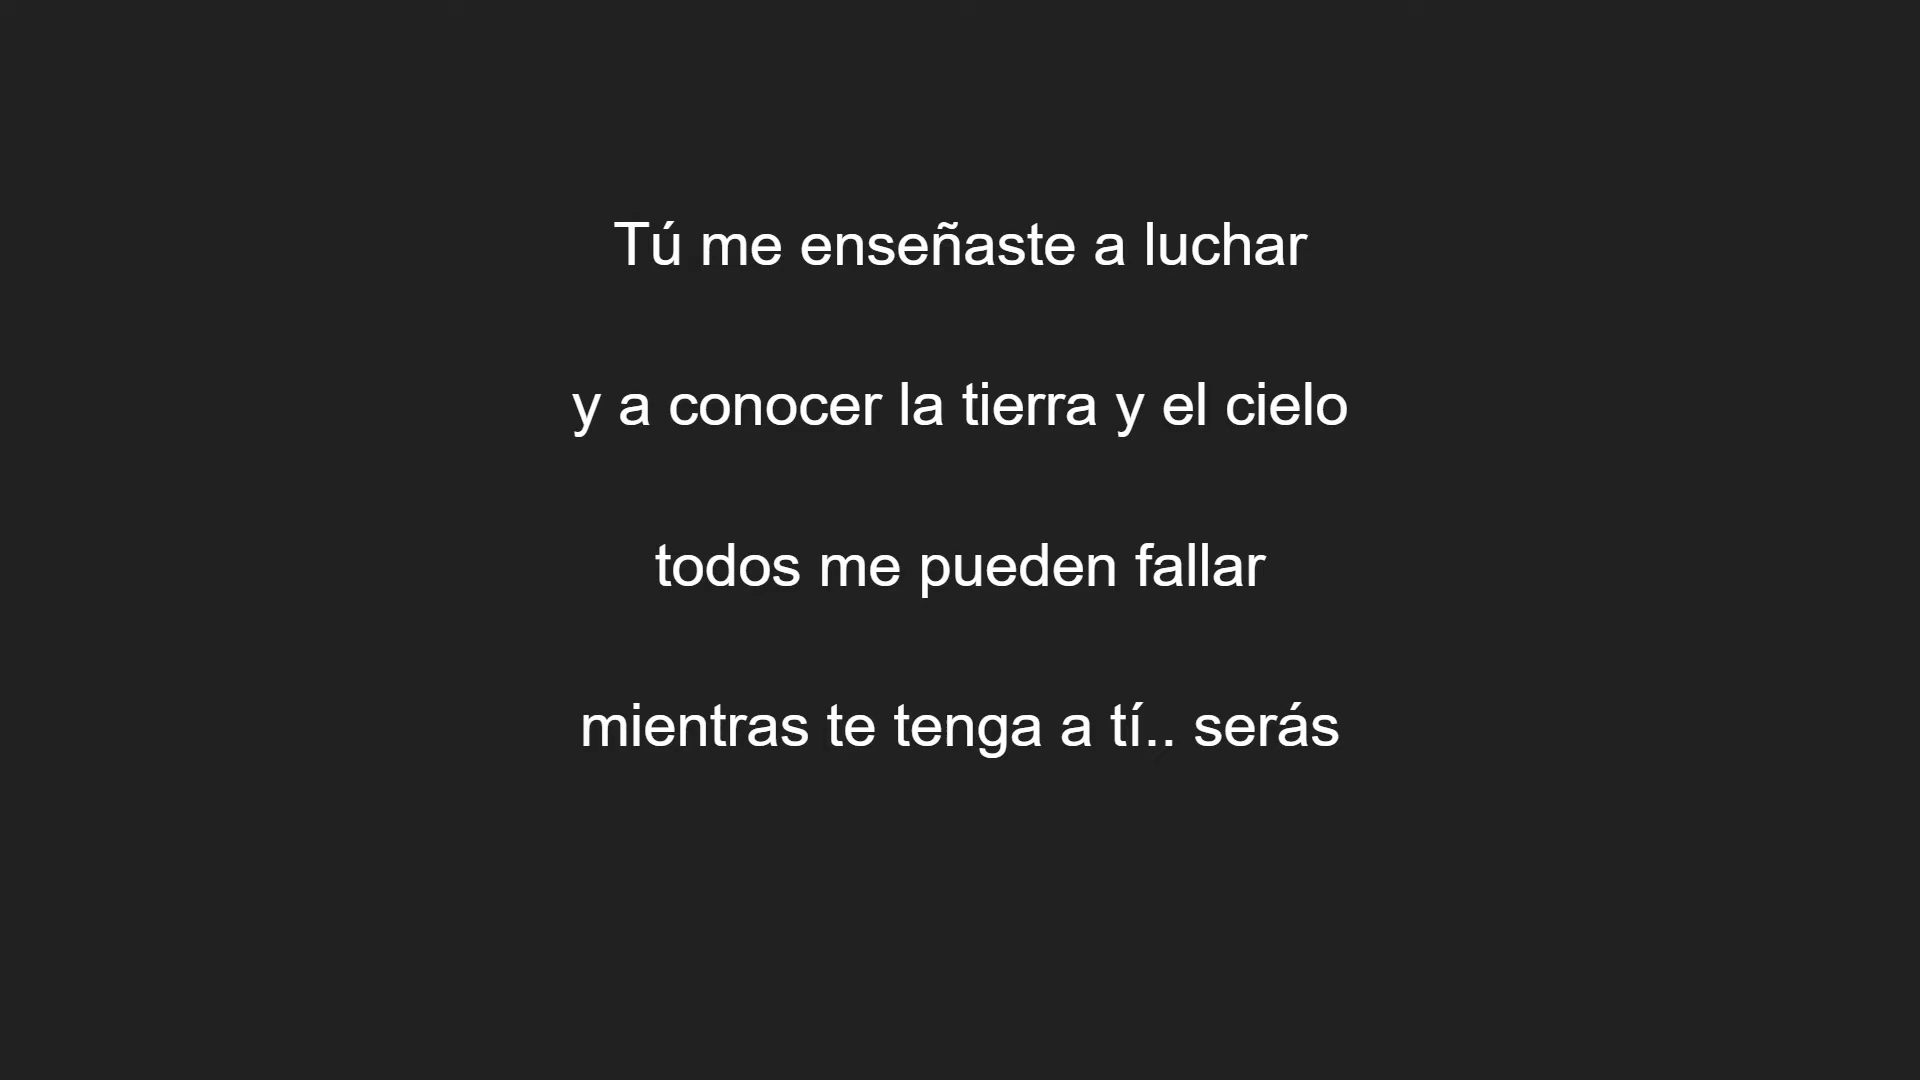 Tú me enseñaste a luchar
y a conocer la tierra y el cielo
todos me pueden fallar
mientras te tenga a tí.. serás